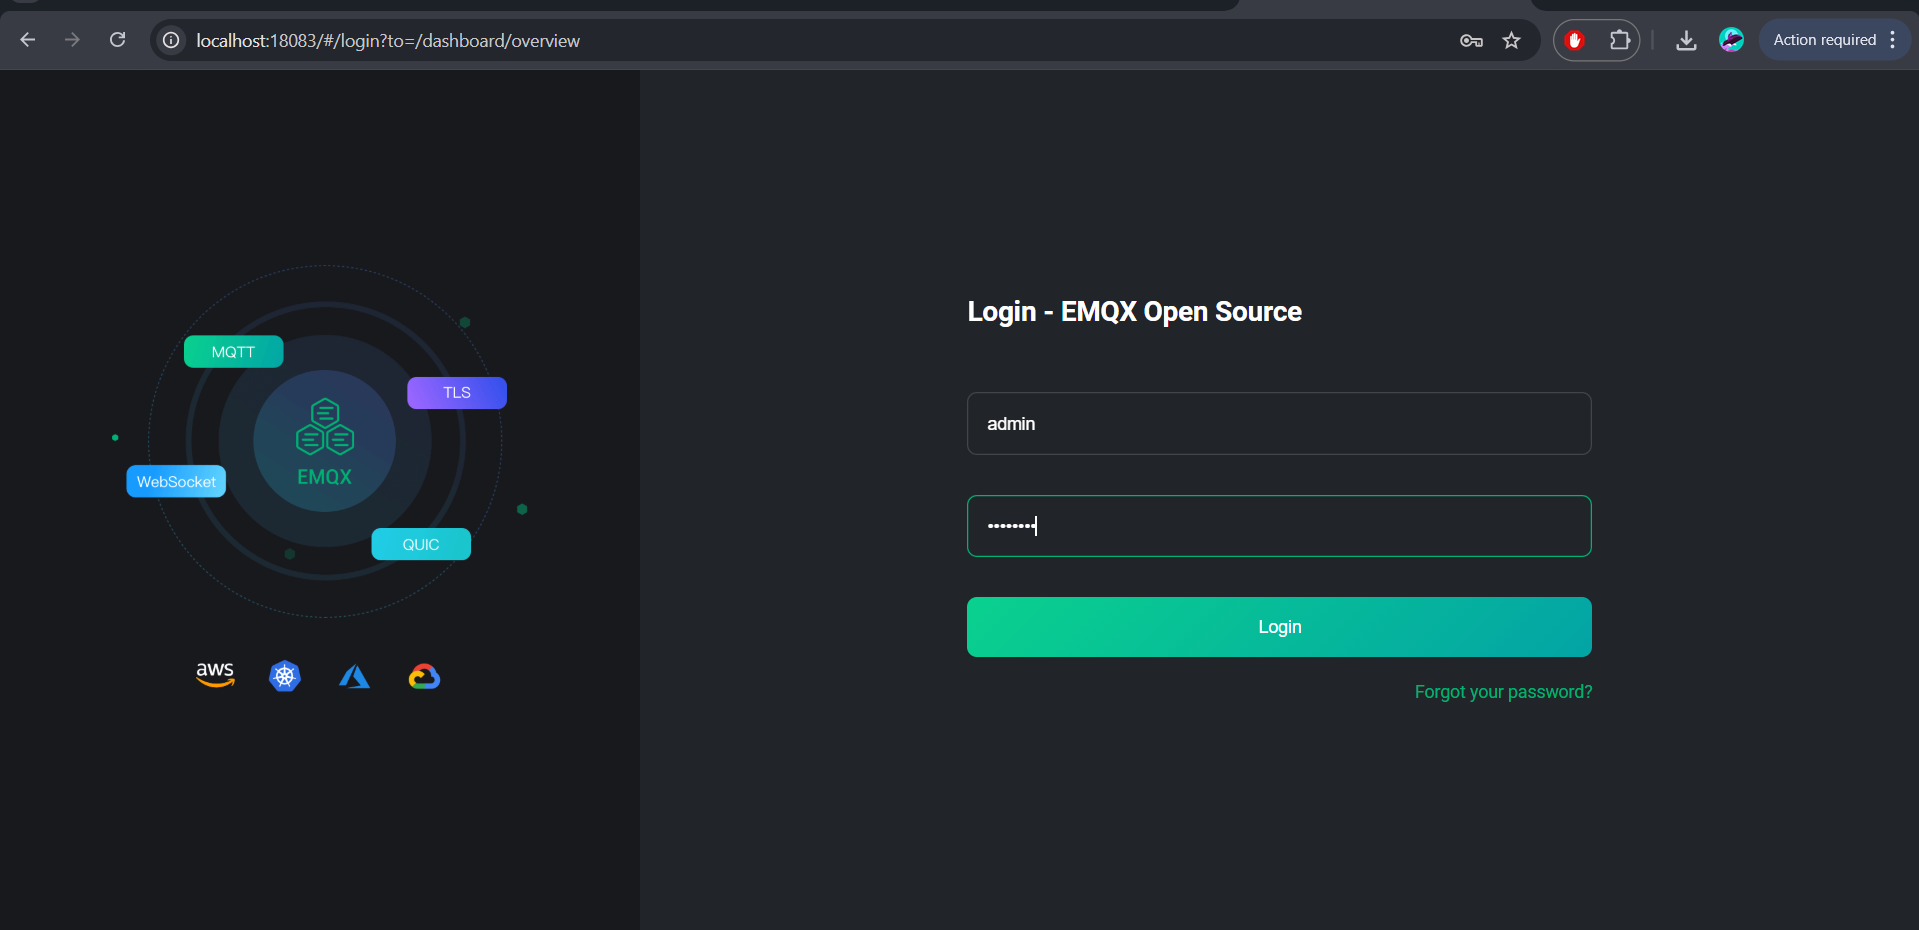 localhost:18083/#/login?to=/dashboard/overview
Action required
MQTT
TLS
EMQX
WebSocket
QUIC
aws
Login - EMQX Open Source
admin
••••••••
Login
Forgot your password?